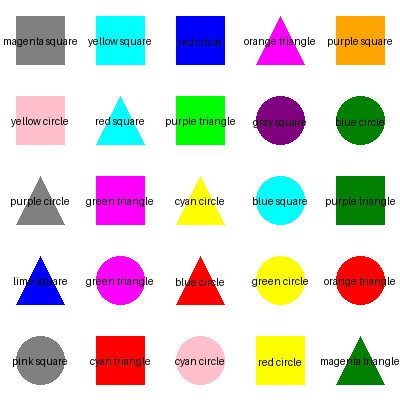 magenta square yellow square red circle orange triangle purple square
yellow circle red square purple triangle gray square blue circle
purple circle green triangle cyan circle blue square purple triangle
lime square green triangle blue circle green circle orange triangle
pink square cyan triangle cyan circle red circle magenta triangle